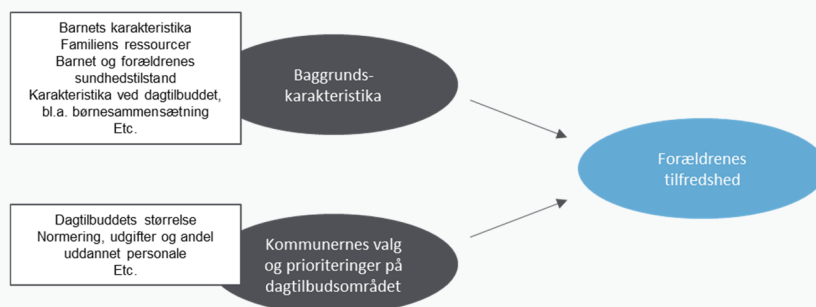 Barnets karakteristika
Familiens ressourcer
Barnet og forældrenes
sundhedstilstand
Karakteristika ved dagtilbuddet,
bl.a. børnesammensætning
Etc.
Baggrunds-
karakteristika
Forældrenes
tilfredshed
Dagtilbuddets størrelse
Normering, udgifter og andel
uddannet personale
Etc.
Kommunernes valg
og prioriteringer på
dagtilbudsområdet